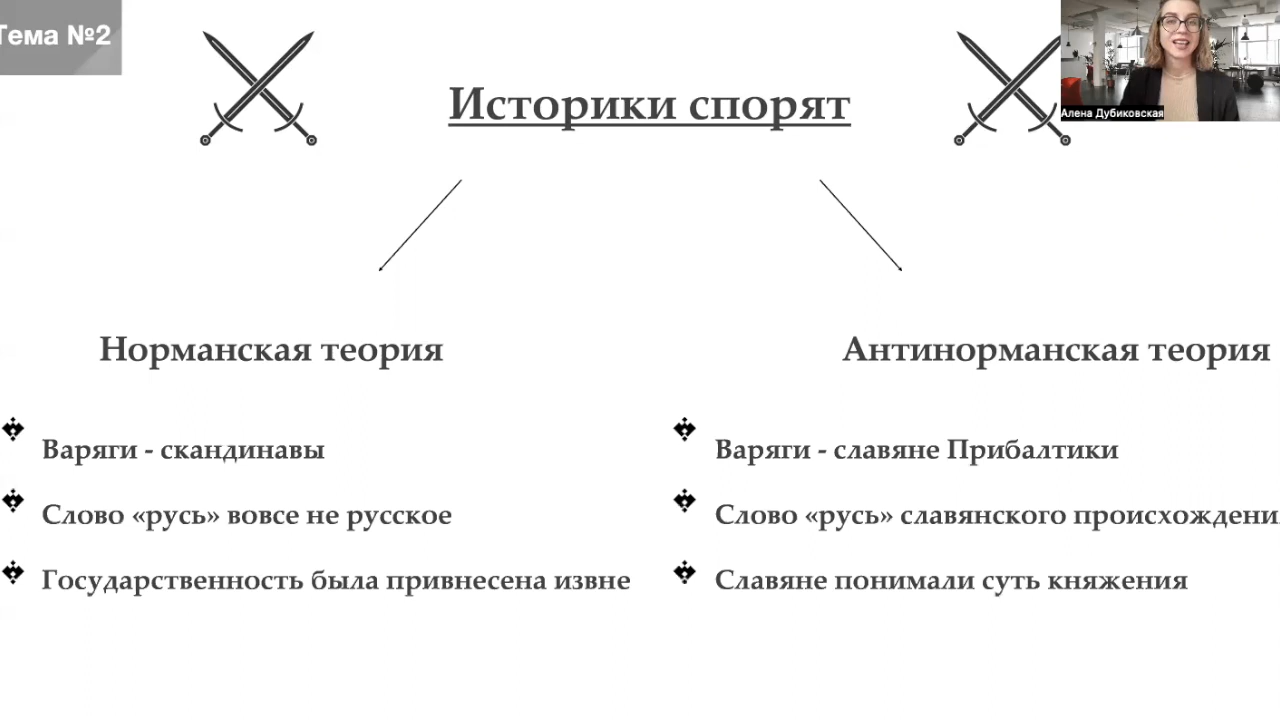 Тема №2
Историки спорят
Алена Дубиковская
Норманская теория
Антинорманская теория
Варяги - скандинавы
Слово «русь» вовсе не русское
Государственность была привнесена извне
Варяги - славяне Прибалтики
Слово «русь» славянского происхождени
Славяне понимали суть княжения